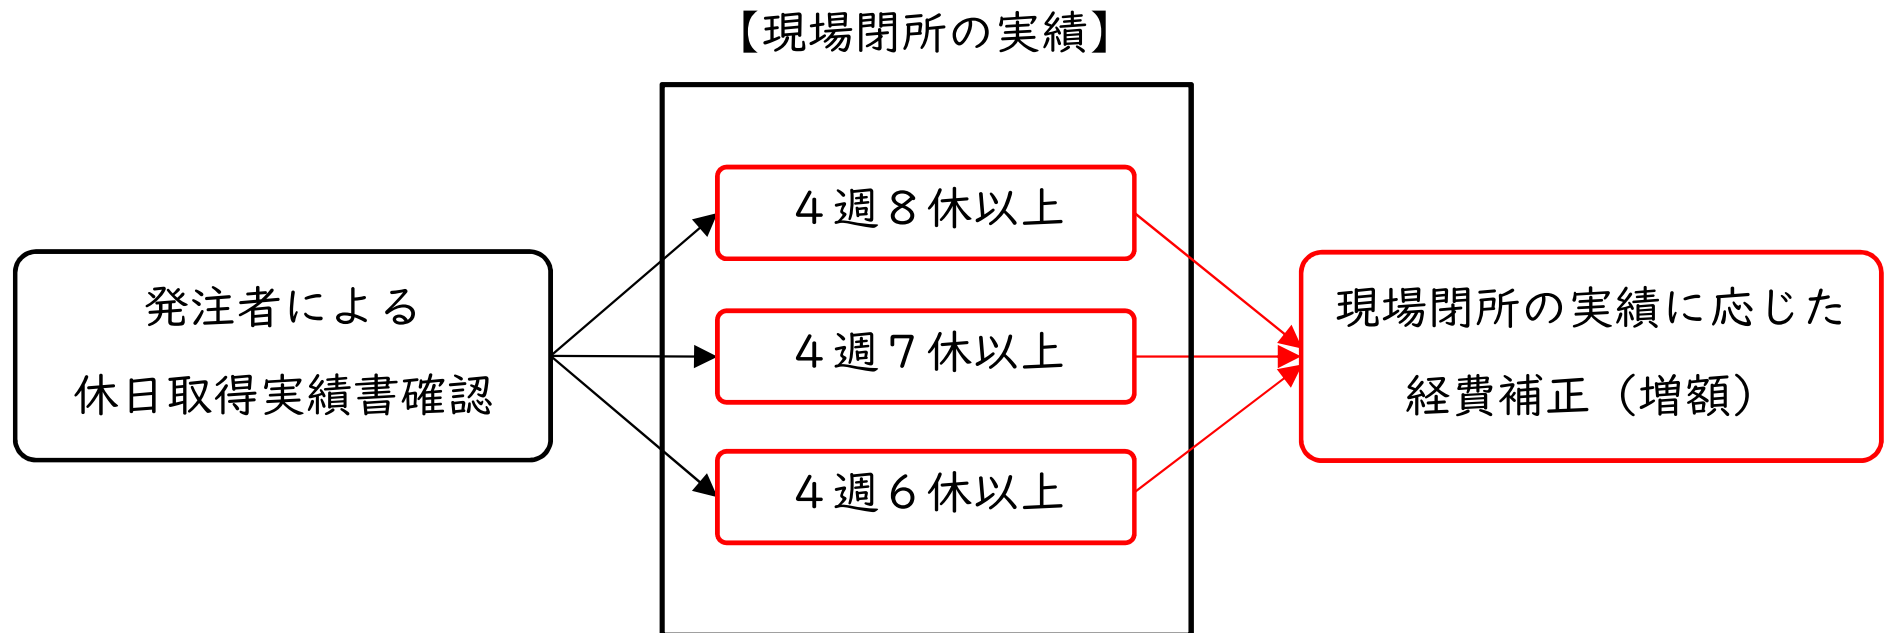 【現場閉所の実績】
発注者による
休日取得実績書確認
４週８休以上
４週７休以上
４週６休以上
現場閉所の実績に応じた
経費補正（増額）